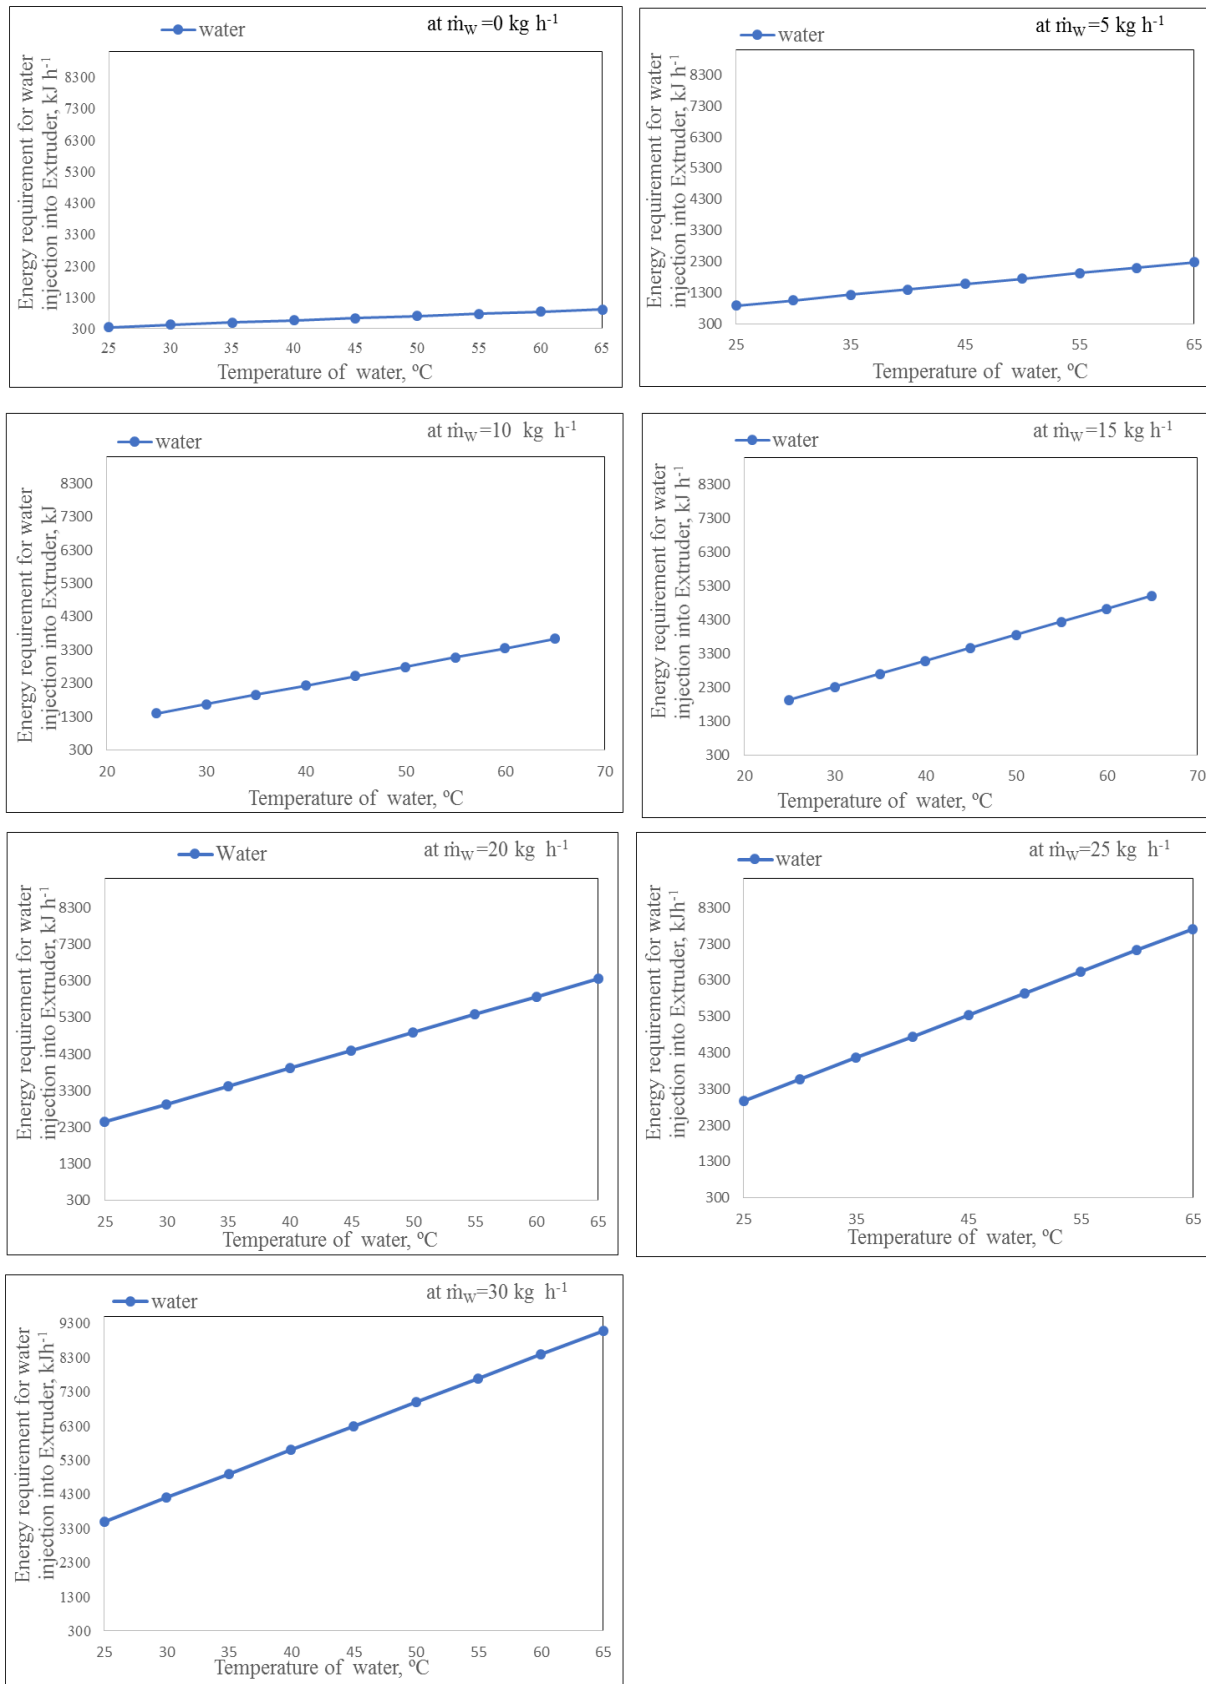 water
at ṁW =0 kg h-1
Energy requirement for water
injection into Extruder, kJ h-1
8300
7300
6300
5300
4300
3300
2300
1300
300
25 30 35 40 45 50 55 60 65
Temperature of water, ºC
water
at ṁW =5 kg h-1
Energy requirement for water
injection into Extruder, kJ h-1
8300
7300
6300
5300
4300
3300
2300
1300
300
25 35 45 55 65
Temperature of water, ºC
water
at ṁW=10 kg h-1
Energy requirement for water
injection into Extruder, kJ
8300
7300
6300
5300
4300
3300
2300
1300
300
20 30 40 50 60 70
Temperature of water, ºC
water
at ṁW=15 kg h-1
Energy requirement for water
injection into Extruder, kJ h-1
8300
7300
6300
5300
4300
3300
2300
1300
300
20 30 40 50 60 70
Temperature of water, ºC
Water
at ṁW=20 kg h-1
Energy requirement for water
injection into Extruder, kJ h-1
8300
7300
6300
5300
4300
3300
2300
1300
300
25 30 35 40 45 50 55 60 65
Temperature of water, ºC
water
at ṁW=25 kg h-1
Energy requirement for water
injection into Extruder, kJh-1
8300
7300
6300
5300
4300
3300
2300
1300
300
25 35 45 55 65
Temperature of water, ºC
water
at ṁW=30 kg h-1
Energy requirement for water
injection into Extruder, kJh-1
9300
8300
7300
6300
5300
4300
3300
2300
1300
300
25 30 35 40 45 50 55 60 65
Temperature of water, ºC